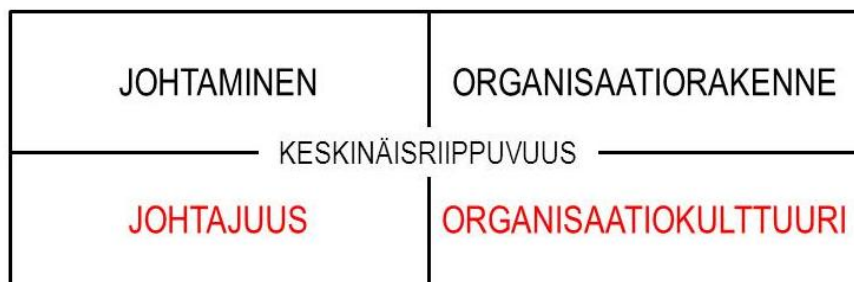 JOHTAMINEN ORGANISAATIORAKENNE
KESKINÄISRIIPPUVUUS
JOHTAJUUS ORGANISAATIOKULTTUURI